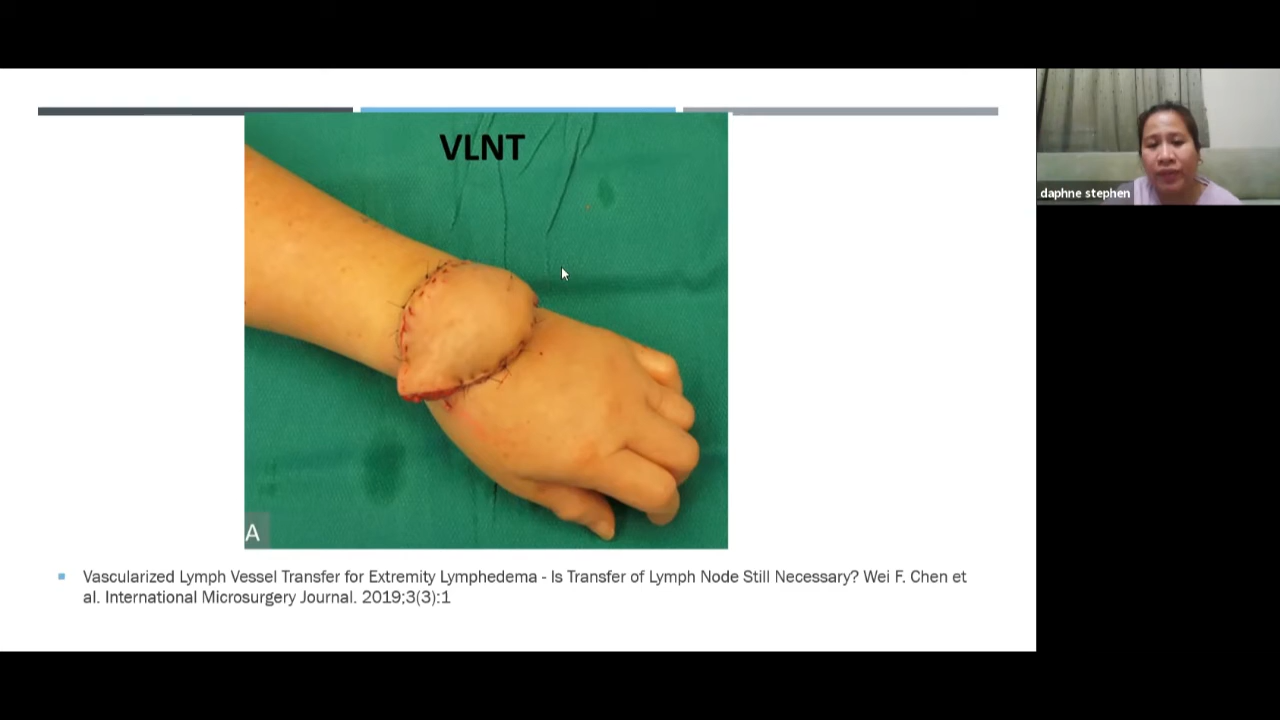 VLNT
daphne stephen
A
Vascularized Lymph Vessel Transfer for Extremity Lymphedema - Is Transfer of Lymph Node Still Necessary? Wei F. Chen et
al. International Microsurgery Journal. 2019;3(3):1